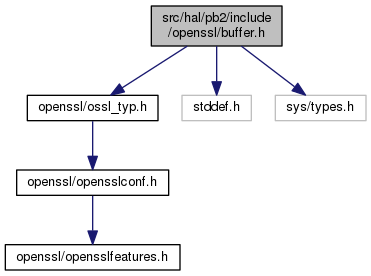 src/hal/pb2/include
/openssl/buffer.h
openssl/ossl_typ.h
stddef.h
sys/types.h
openssl/opensslconf.h
openssl/opensslfeatures.h